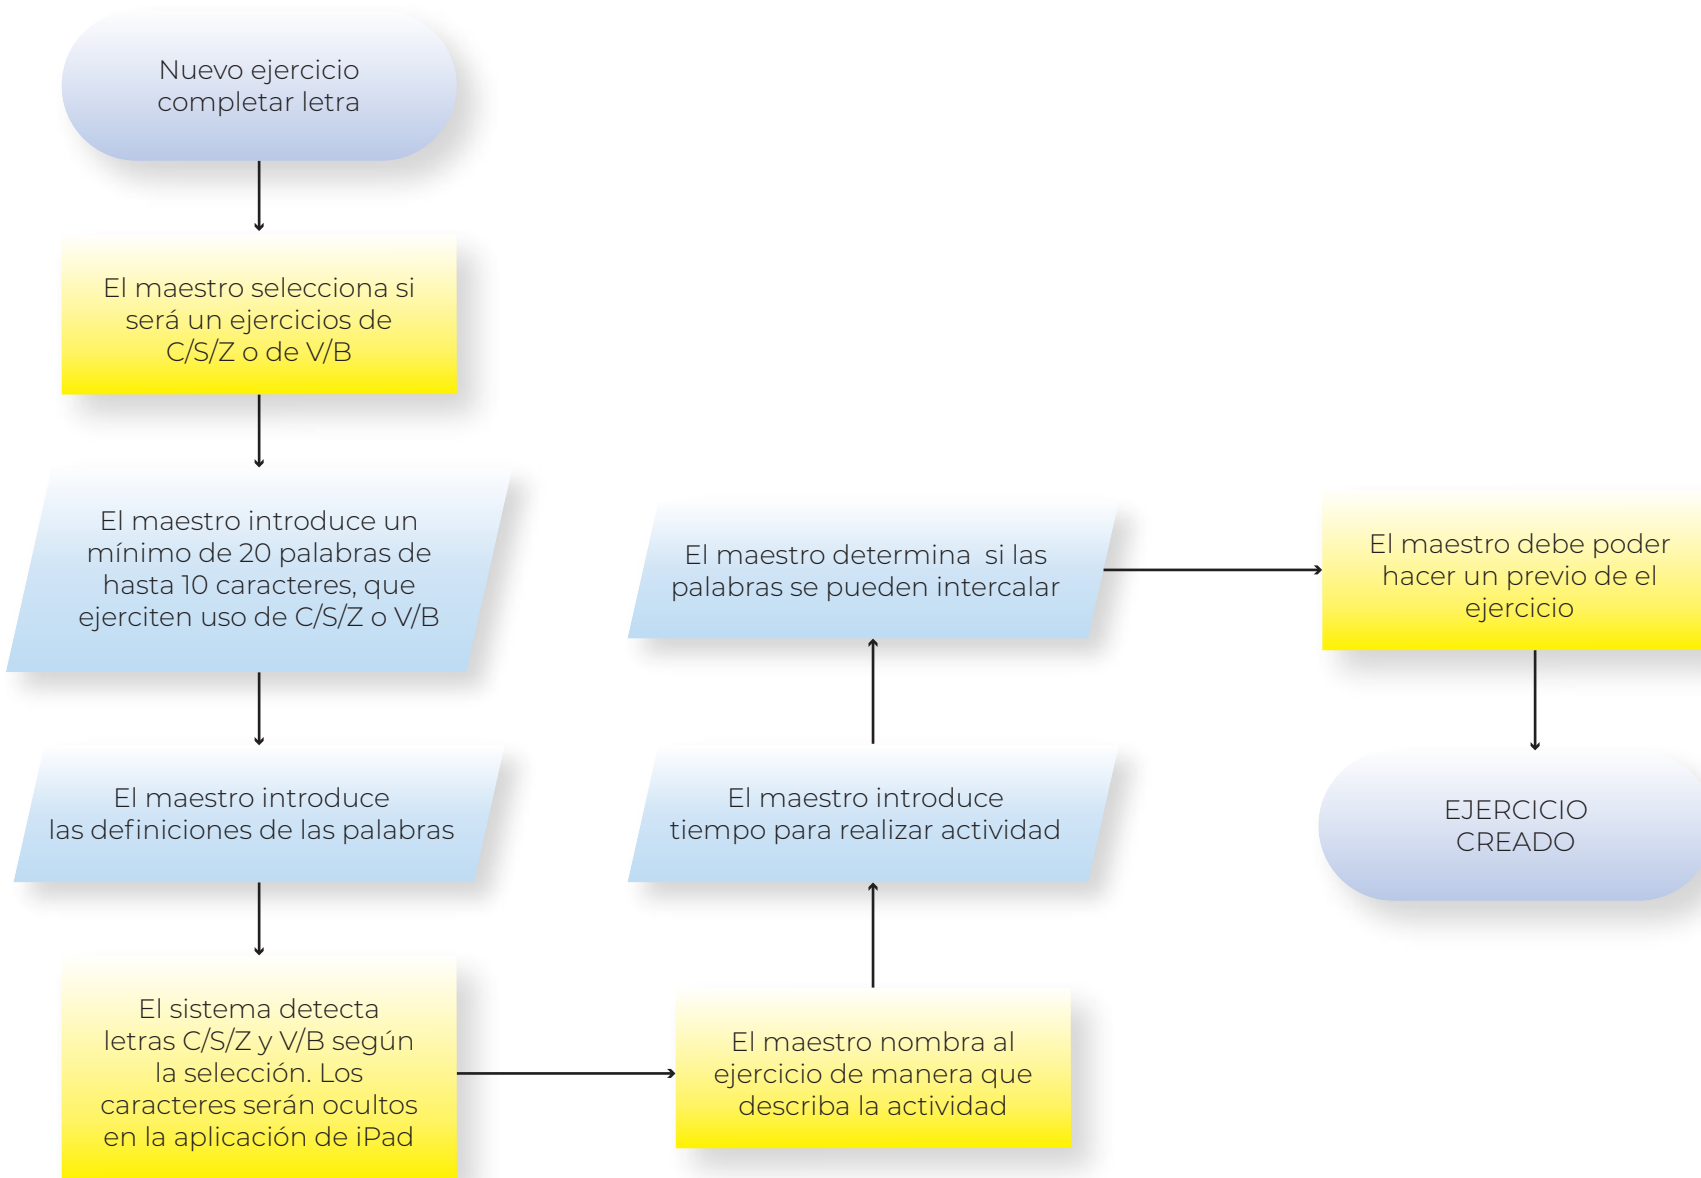 Nuevo ejercicio
completar letra
El maestro selecciona si
será un ejercicios de
C/S/Z o de V/B
El maestro introduce un
mínimo de 20 palabras de
hasta 10 caracteres, que
ejerciten uso de C/S/Z o V/B
El maestro introduce
las definiciones de las palabras
El sistema detecta
letras C/S/Z y V/B según
la selección. Los
caracteres serán ocultos
en la aplicación de iPad
El maestro nombra al
ejercicio de manera que
describa la actividad
El maestro introduce
tiempo para realizar actividad
El maestro determina  si las
palabras se pueden intercalar
El maestro debe poder
hacer un previo de el
ejercicio
EJERCICIO
CREADO